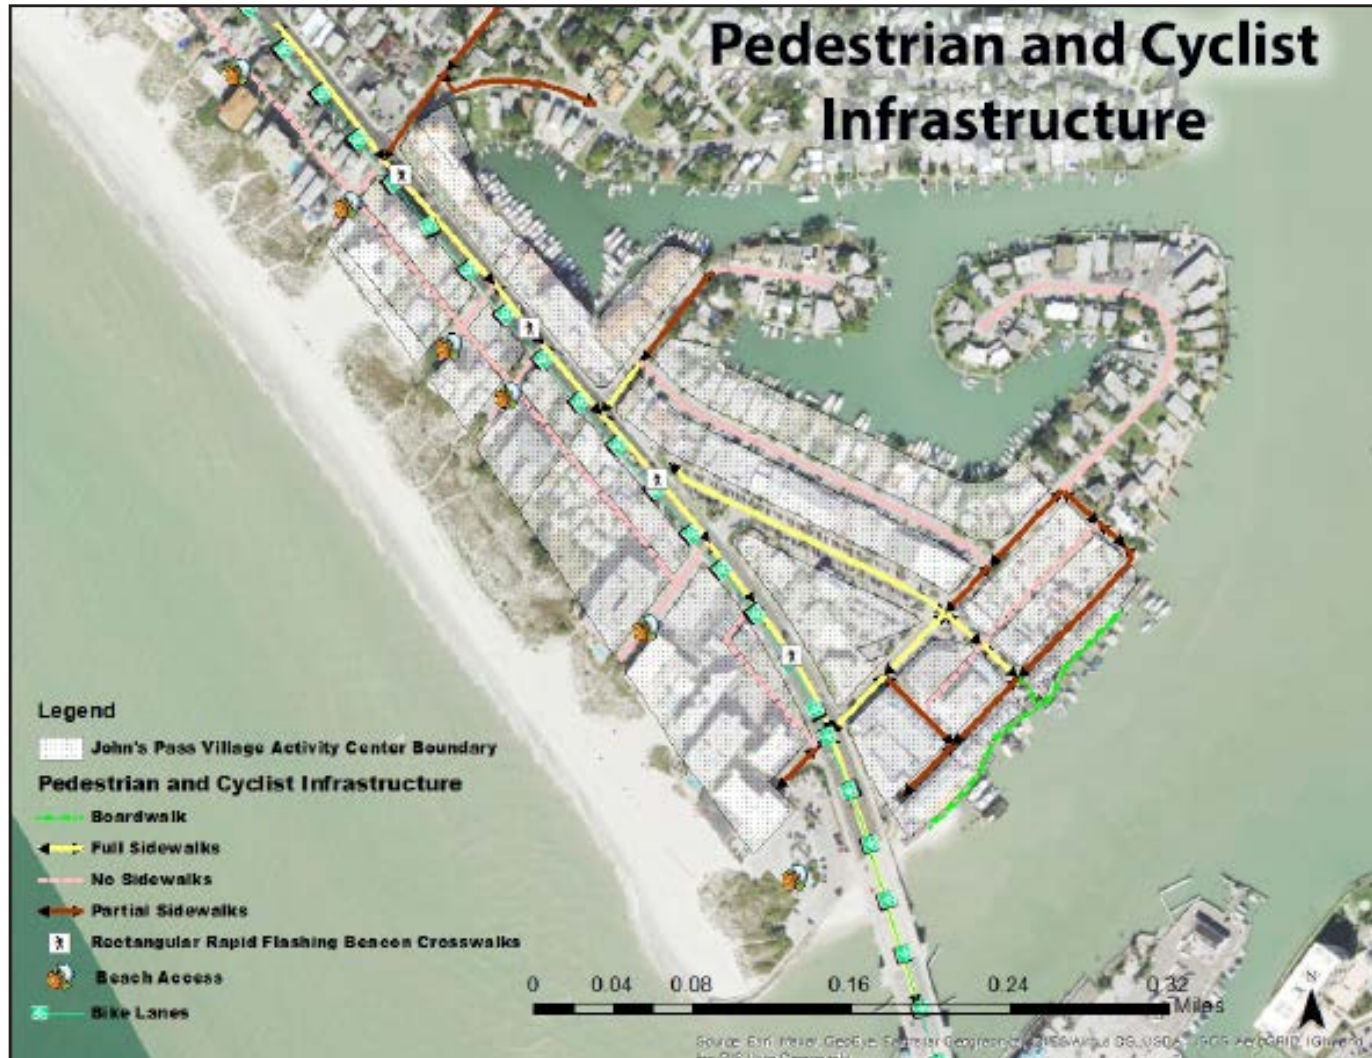 Pedestrian and Cyclist
Infrastructure
Legend
John's Pass Village Activity Center Boundary
Pedestrian and Cyclist Infrastructure
Boardwalk
Full Sidewalks
No Sidewalks
Partial Sidewalks
Rectangular Rapid Flashing Beacon Crosswalks
Beach Access
Bike Lanes
0 0.04 0.08 0.16 0.24 0.32
Miles
N
Source: Esri,